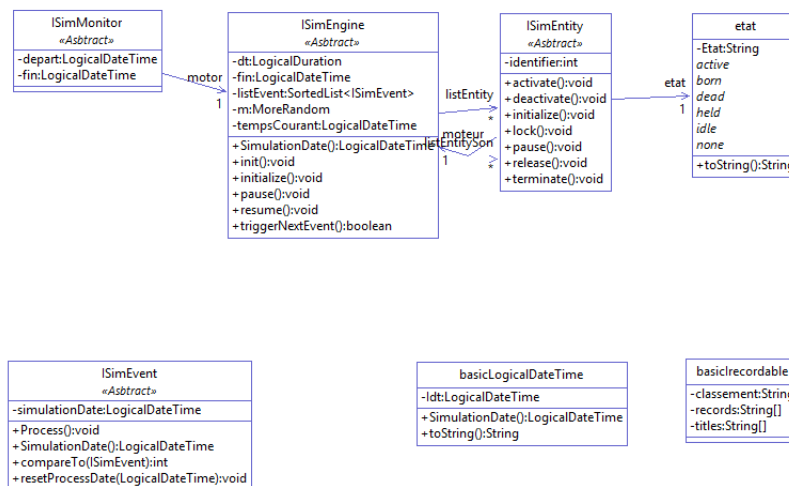 ISimMonitor
«Asbtract»
-depart:LogicalDateTime
-fin:LogicalDateTime
motor
1
ISimEngine
«Asbtract»
-dt:LogicalDuration
-fin:LogicalDateTime
-listEvent:SortedList<ISimEvent>
-m:MoreRandom
-tempsCourant:LogicalDateTime
+SimulationDate():LogicalDateTime
+init():void
+initialize():void
+pause():void
+resume():void
+triggerNextEvent():boolean
listEntity
*
moteur
listEntitySon
1
*
ISimEntity
«Asbtract»
-identifier:int
+activate():void
+deactivate():void
+initialize():void
+lock():void
+pause():void
+release():void
+terminate():void
etat
1
etat
-Etat:String
active
born
dead
held
idle
none
+toString():String
ISimEvent
«Asbtract»
-simulationDate:LogicalDateTime
+Process():void
+SimulationDate():LogicalDateTime
+compareTo(ISimEvent):int
+resetProcessDate(LogicalDateTime):void
basicLogicalDateTime
-ldt:LogicalDateTime
+SimulationDate():LogicalDateTime
+toString():String
basicIrecordable
-classement:String
-records:String[]
-titles:String[]